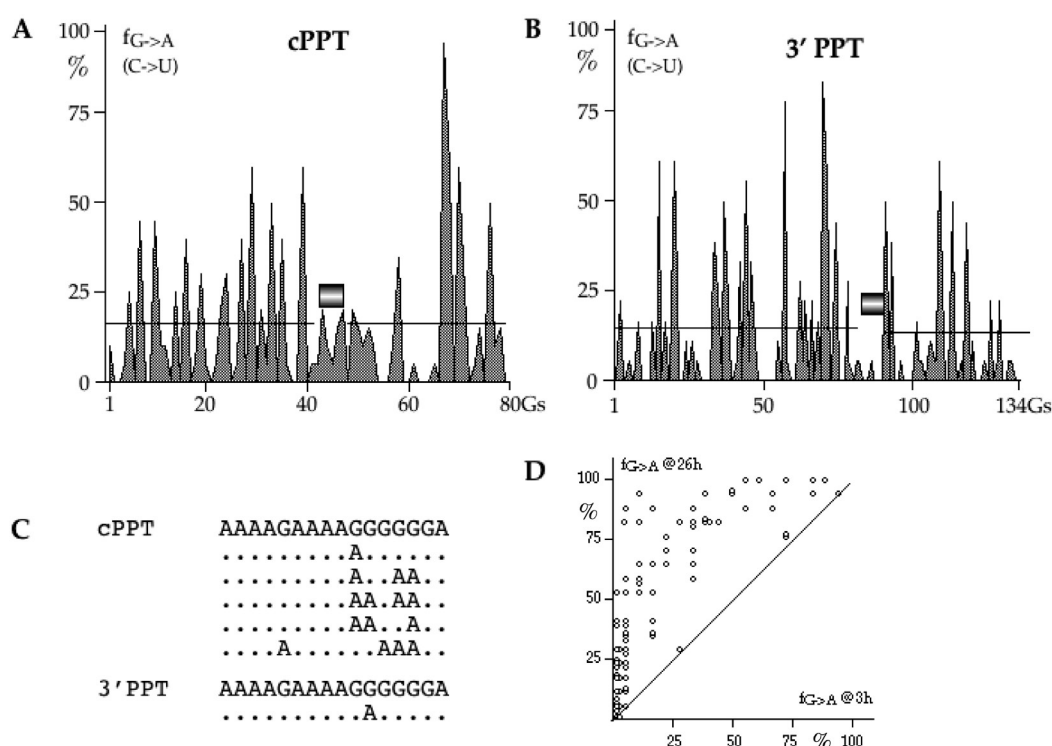 A
100
%
75
50
25
0
fG->A
(C->U)
cPPT
1 20 40 60 80Gs
B
100
%
75
50
25
0
fG->A
(C->U)
3′ PPT
1 50 100 134Gs
C
cPPT AAAAGAAAAGGGGGGA
.........A......
.........A..AA..
.........AA.AA..
.........AA..A..
....A......AAA..
3′PPT AAAAGAAAAGGGGGGA
..........A.....
D
fG>A @26h
100
%
75
50
25
fG>A @3h
25 50 75 % 100